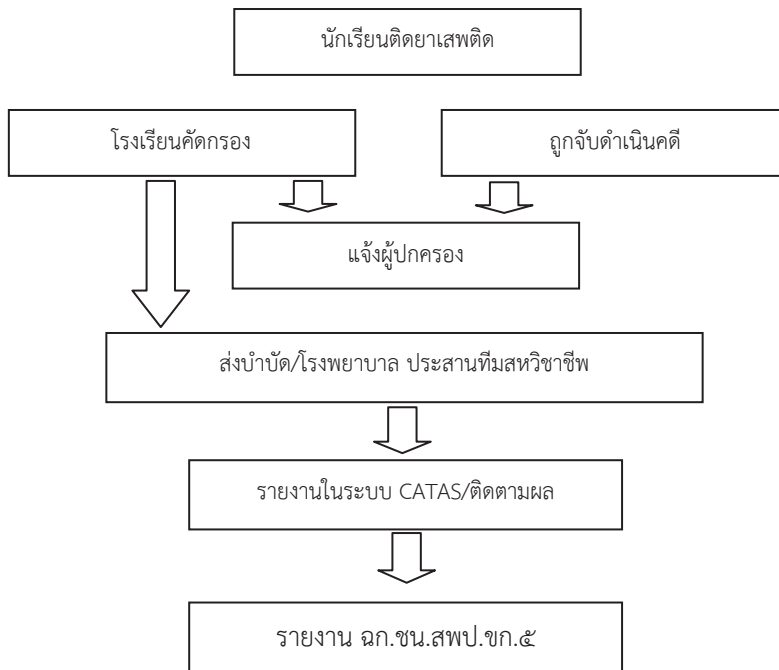 นักเรียนติดยาเสพติด
โรงเรียนคัดกรอง
ถูกจับดำเนินคดี
แจ้งผู้ปกครอง
ส่งบำบัด/โรงพยาบาล ประสานทีมสหวิชาชีพ
รายงานในระบบ CATAS/ติดตามผล
รายงาน ฉก.ชน.สพป.ขก.๕